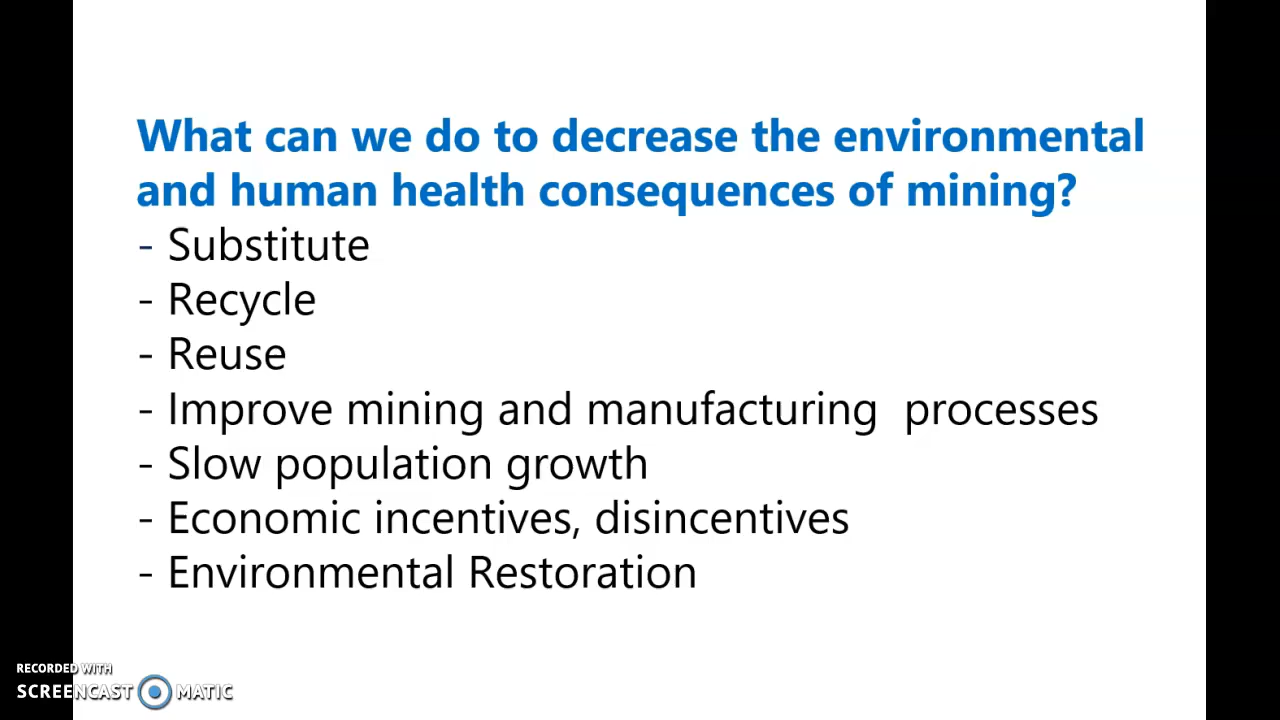 What can we do to decrease the environmental
and human health consequences of mining?
- Substitute
- Recycle
- Reuse
- Improve mining and manufacturing  processes
- Slow population growth
- Economic incentives, disincentives
- Environmental Restoration
RECORDED WITH
SCREENCAST MATIC